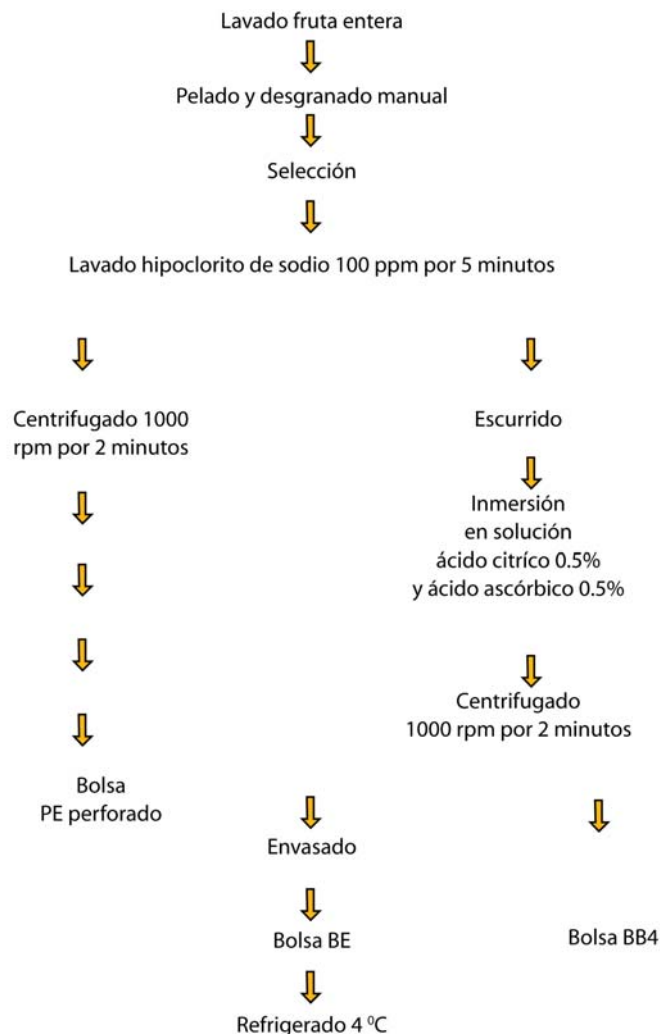 Lavado fruta entera
Pelado y desgranado manual
Selección
Lavado hipoclorito de sodio 100 ppm por 5 minutos
Centrifugado 1000
rpm por 2 minutos
Escurrido
Inmersión
en solución
ácido citríco 0.5%
y ácido ascórbico 0.5%
Centrifugado
1000 rpm por 2 minutos
Bolsa
PE perforado
Envasado
Bolsa BE
Bolsa BB4
Refrigerado 4 ⁰C